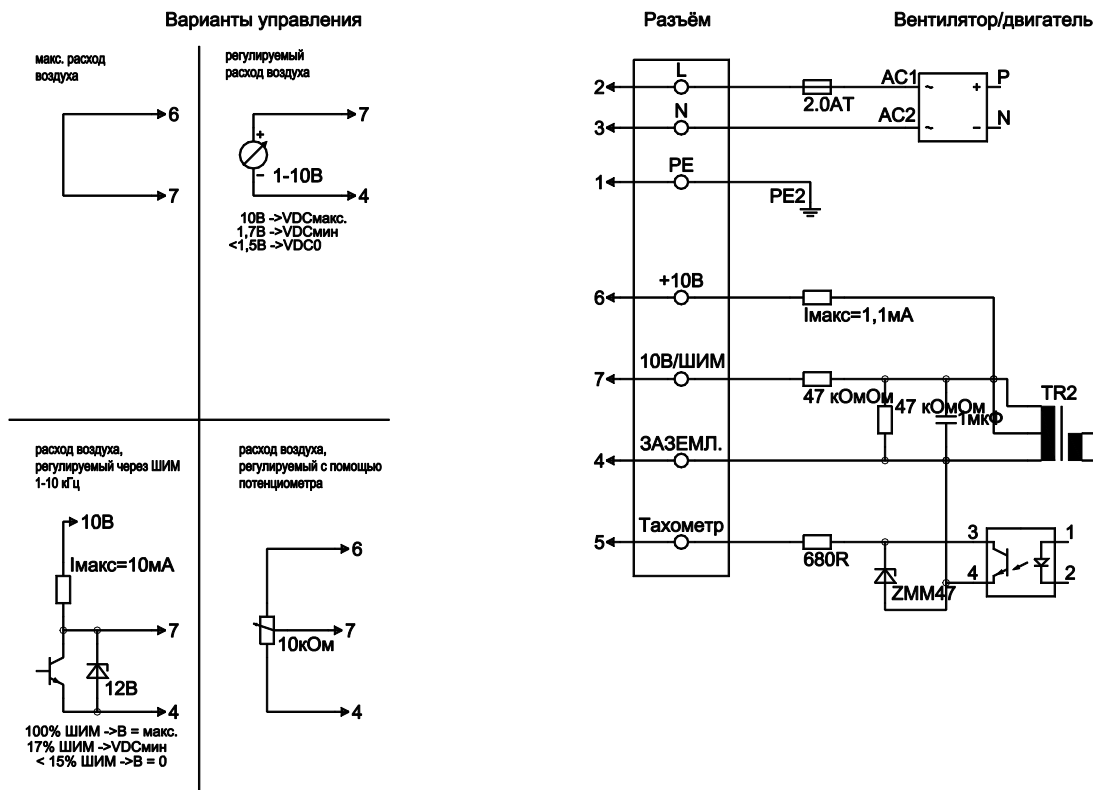 Варианты управления
Разъём
Вентилятор/двигатель
макс. расход
воздуха
6
7
регулируемый
расход воздуха
7
+
− 1-10В
4
10В ->VDCмакс.
1,7В ->VDCмин
<1,5В ->VDC0
2
L
2.0АТ
AC1
~
+
P
3
N
AC2
~
−
N
1
PE
PE2
6
+10В
Iмакс=1,1мА
7
10В/ШИМ
47 кОмОм
47 кОмОм
1мкФ
TR2
4
ЗАЗЕМЛ.
5
Тахометр
680R
ZMM47
3
4
1
2
расход воздуха,
регулируемый через ШИМ
1-10 кГц
10В
Iмакс=10мА
7
12В
4
100% ШИМ ->В = макс.
17% ШИМ ->VDCмин
< 15% ШИМ ->В = 0
расход воздуха,
регулируемый с помощью
потенциометра
6
7
10кОм
4